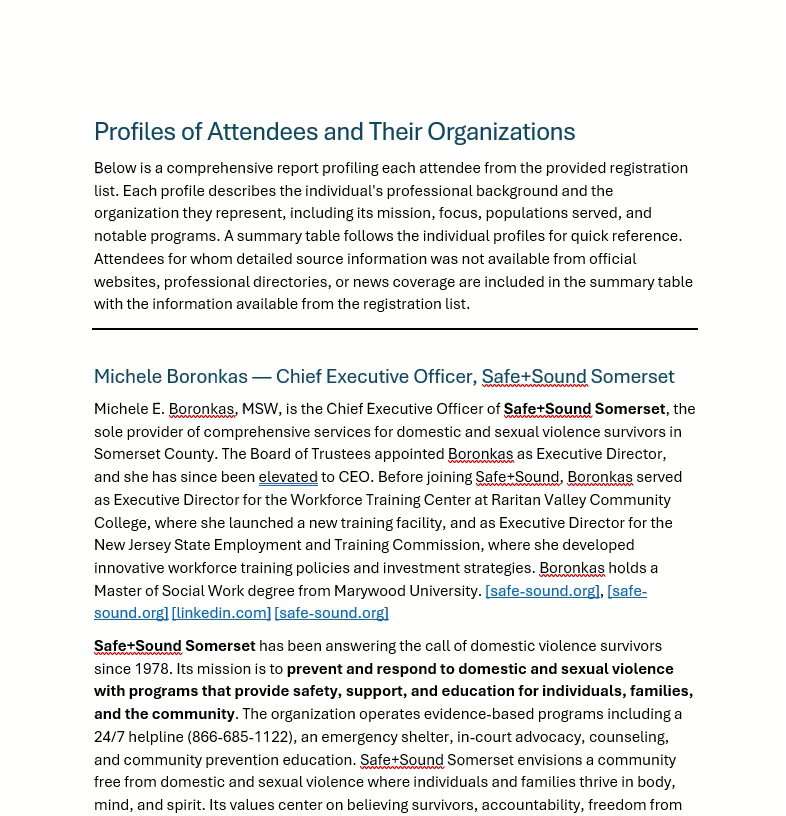 Profiles of Attendees and Their Organizations
Below is a comprehensive report profiling each attendee from the provided registration
list. Each profile describes the individual's professional background and the
organization they represent, including its mission, focus, populations served, and
notable programs. A summary table follows the individual profiles for quick reference.
Attendees for whom detailed source information was not available from official
websites, professional directories, or news coverage are included in the summary table
with the information available from the registration list.
Michele Boronkas — Chief Executive Officer, Safe+Sound Somerset
Michele E. Boronkas, MSW, is the Chief Executive Officer of Safe+Sound Somerset, the
sole provider of comprehensive services for domestic and sexual violence survivors in
Somerset County. The Board of Trustees appointed Boronkas as Executive Director,
and she has since been elevated to CEO. Before joining Safe+Sound, Boronkas served
as Executive Director for the Workforce Training Center at Raritan Valley Community
College, where she launched a new training facility, and as Executive Director for the
New Jersey State Employment and Training Commission, where she developed
innovative workforce training policies and investment strategies. Boronkas holds a
Master of Social Work degree from Marywood University. [safe-sound.org], [safe-
sound.org] [linkedin.com] [safe-sound.org]
Safe+Sound Somerset has been answering the call of domestic violence survivors
since 1978. Its mission is to prevent and respond to domestic and sexual violence
with programs that provide safety, support, and education for individuals, families,
and the community. The organization operates evidence-based programs including a
24/7 helpline (866-685-1122), an emergency shelter, in-court advocacy, counseling,
and community prevention education. Safe+Sound Somerset envisions a community
free from domestic and sexual violence where individuals and families thrive in body,
mind, and spirit. Its values center on believing survivors, accountability, freedom from